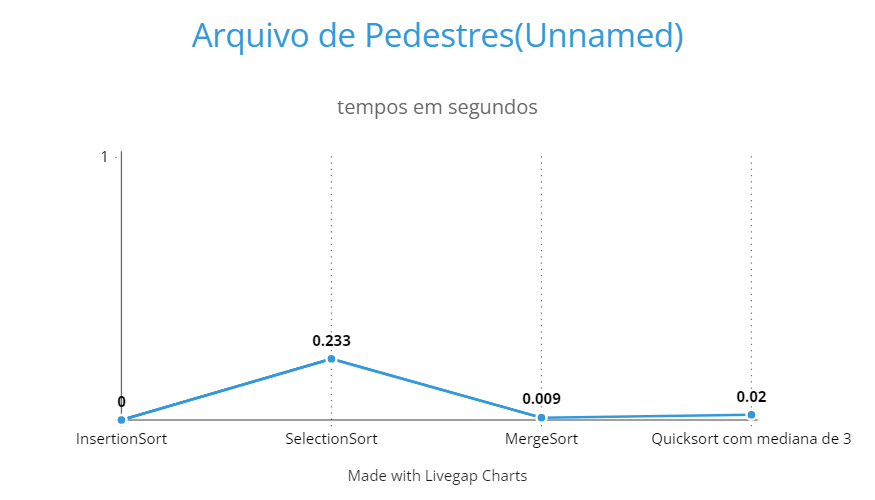 Arquivo de Pedestres(Unnamed)
tempos em segundos
1
0
0.233
0.009
0.02
InsertionSort
SelectionSort
MergeSort
Quicksort com mediana de 3
Made with Livegap Charts